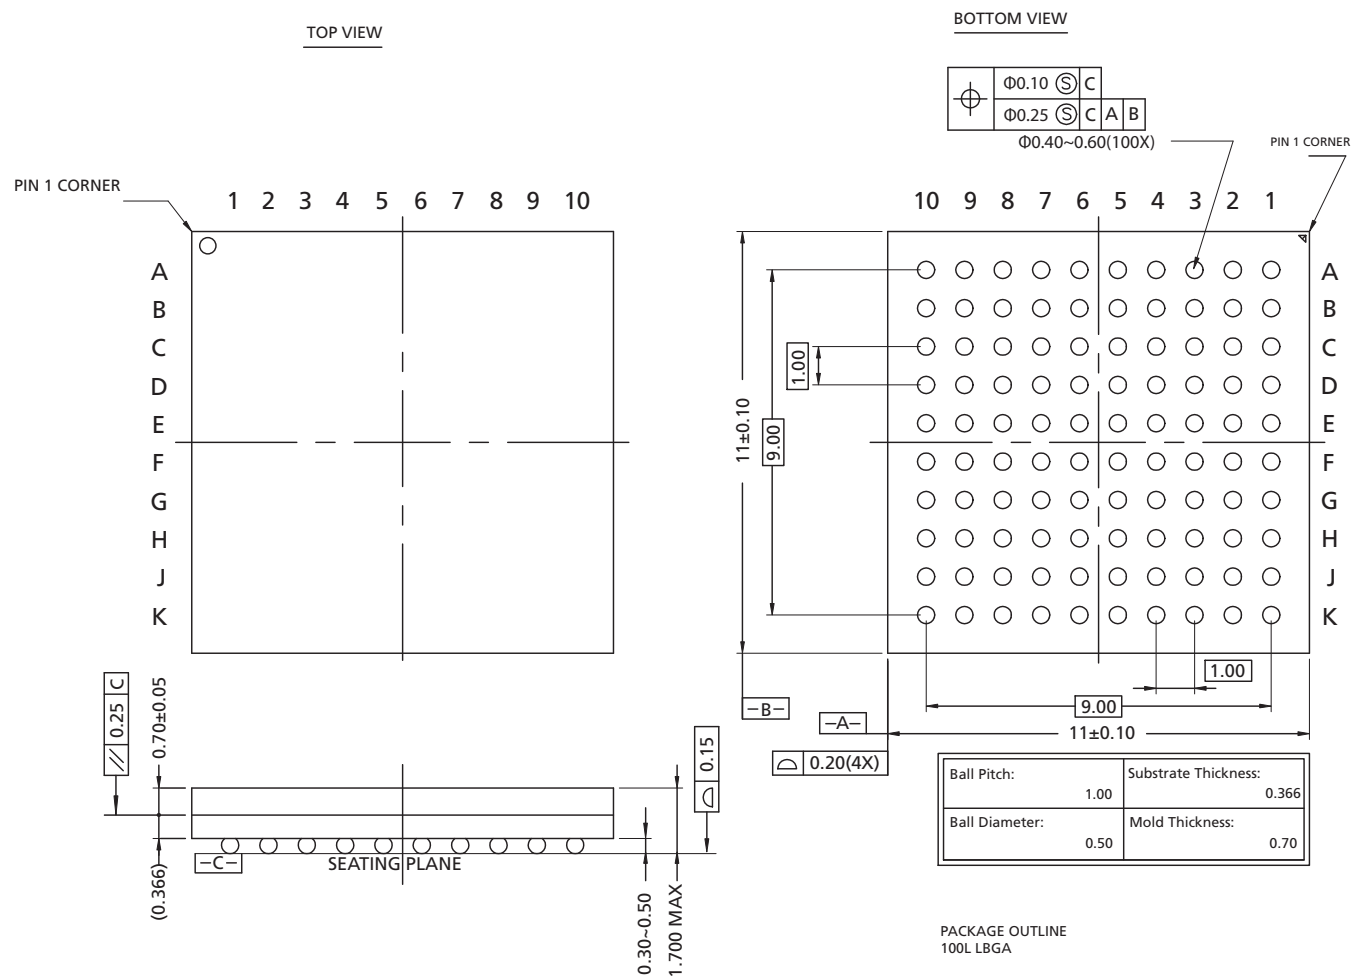 TOP VIEW
BOTTOM VIEW
Φ0.10 Ⓢ C
Φ0.25 Ⓢ C A B
Φ0.40~0.60(100X)
PIN 1 CORNER
PIN 1 CORNER
1 2 3 4 5 6 7 8 9 10
10 9 8 7 6 5 4 3 2 1
A
B
C
D
E
F
G
H
J
K
11±0.10
9.00
1.00
A
B
C
D
E
F
G
H
J
K
1.00
9.00
11±0.10
-B-
-A-
0.20(4X)
// 0.25 C
0.70±0.05
(0.366)
-C-
SEATING PLANE
0.30~0.50
1.700 MAX
0.15
Ball Pitch:
1.00
Substrate Thickness:
0.366
Ball Diameter:
0.50
Mold Thickness:
0.70
PACKAGE OUTLINE
100L LBGA